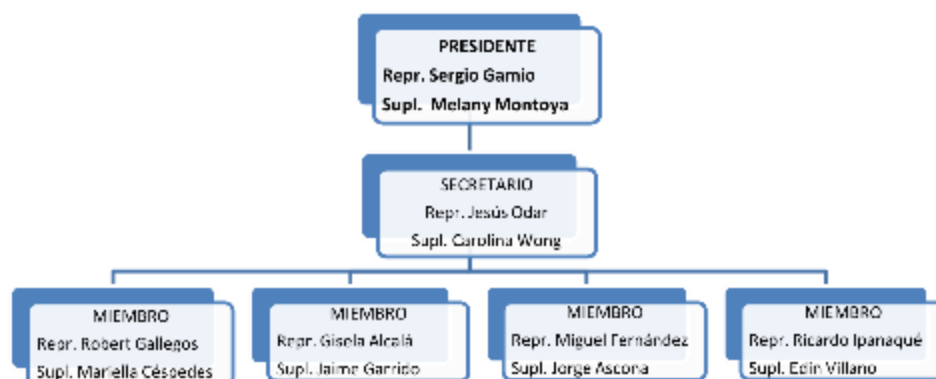 PRESIDENTE
Repr. Sergio Gamio
Supl. Melany Montoya
SECRETARIO
Repr. Jesús Odar
Supl. Carolina Wong
MIEMBRO
Repr. Robert Gallegos
Supl. Mariella Céspedes
MIEMBRO
Repr. Gisela Alcalá
Supl. Jaime Garrido
MIEMBRO
Repr. Miguel Fernández
Supl. Jorge Ascona
MIEMBRO
Repr. Ricardo Ipanaqué
Supl. Edin Villano